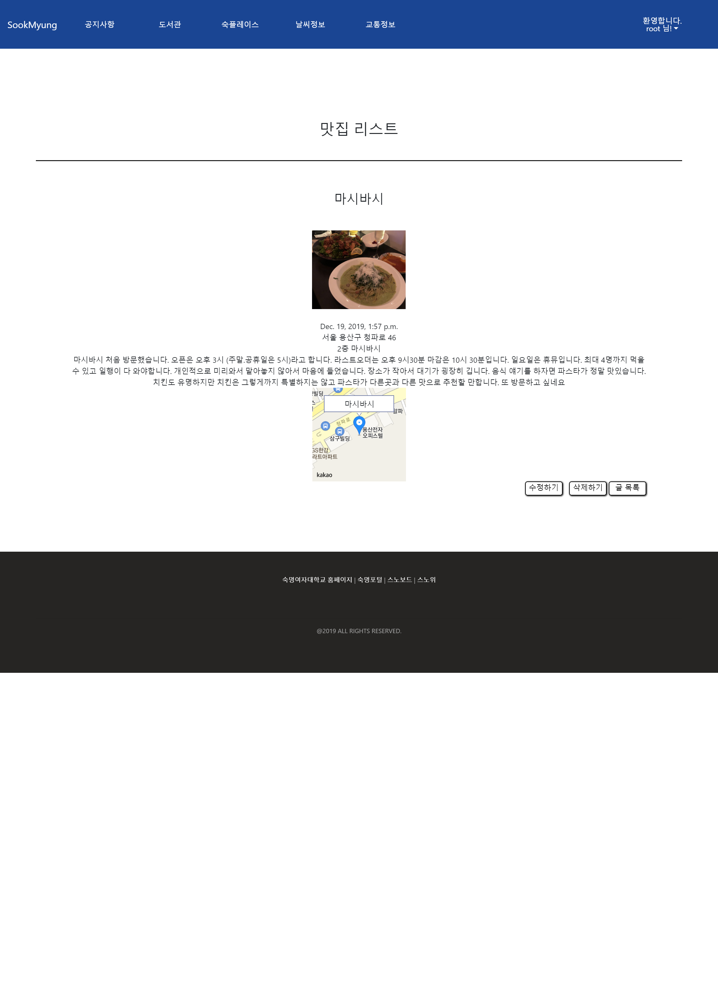 SookMyung 공지사항 도서관 숙플레이스 날씨정보 교통정보
환영합니다.
root 님!
맛집 리스트
마시바시
Dec. 19, 2019, 1:57 p.m.
서울 용산구 청파로 46
2층 마시바시
마시바시 처음 방문했습니다. 오픈은 오후 3시 (주말.공휴일은 5시)라고 합니다. 라스트오더는 오후 9시30분 마감은 10시 30분입니다. 일요일은 휴뮤입니다. 최대 4명까지 먹을
수 있고 일행이 다 와야합니다. 개인적으로 미리와서 맡아놓지 않아서 마음에 들었습니다. 장소가 작아서 대기가 굉장히 깁니다. 음식 얘기를 하자면 파스타가 정말 맛있습니다.
치킨도 유명하지만 치킨은 그렇게까지 특별하지는 않고 파스타가 다른곳과 다른 맛으로 추천할 만합니다. 또 방문하고 싶네요
빌딩
마시바시
스
알파
청파로
용산전자
오피스텔
삼구빌딩
GS한강
라트아파트
kakao
수정하기 삭제하기 글 목록
숙명여자대학교 홈페이지 | 숙명포털 | 스노보드 | 스노위
@2019 ALL RIGHTS RESERVED.